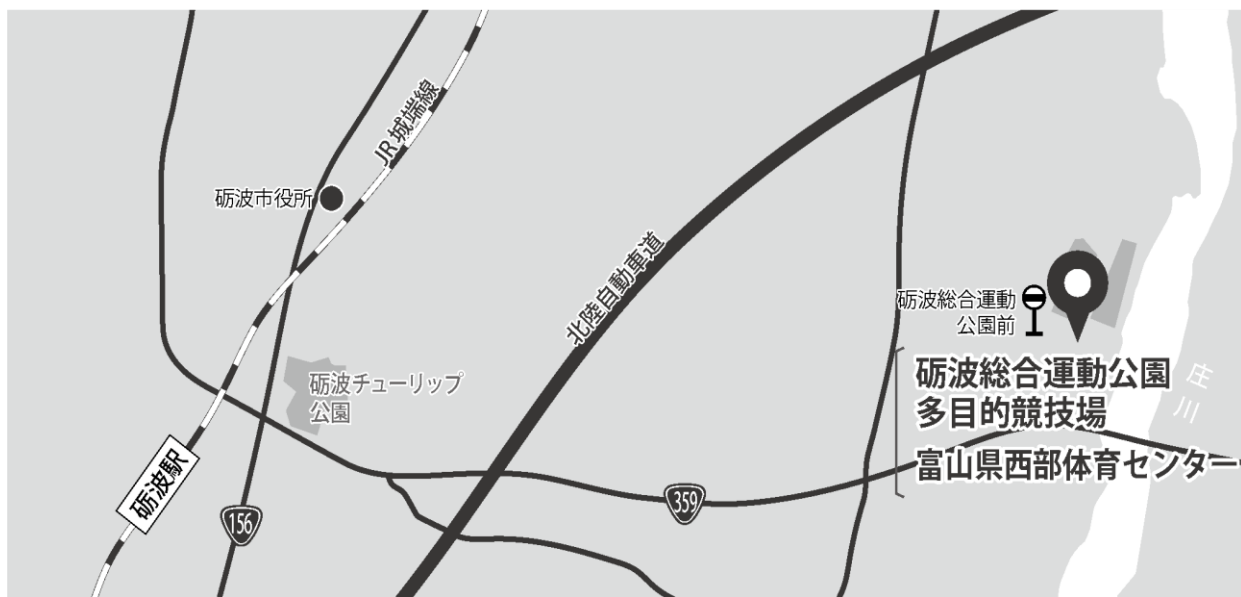 JR 城端線
砺波市役所
北陸自動車道
砺波総合運動
公園前
砺波チューリップ
公園
砺波総合運動公園
多目的競技場
富山県西部体育センター
庄川
砺波駅
156
359